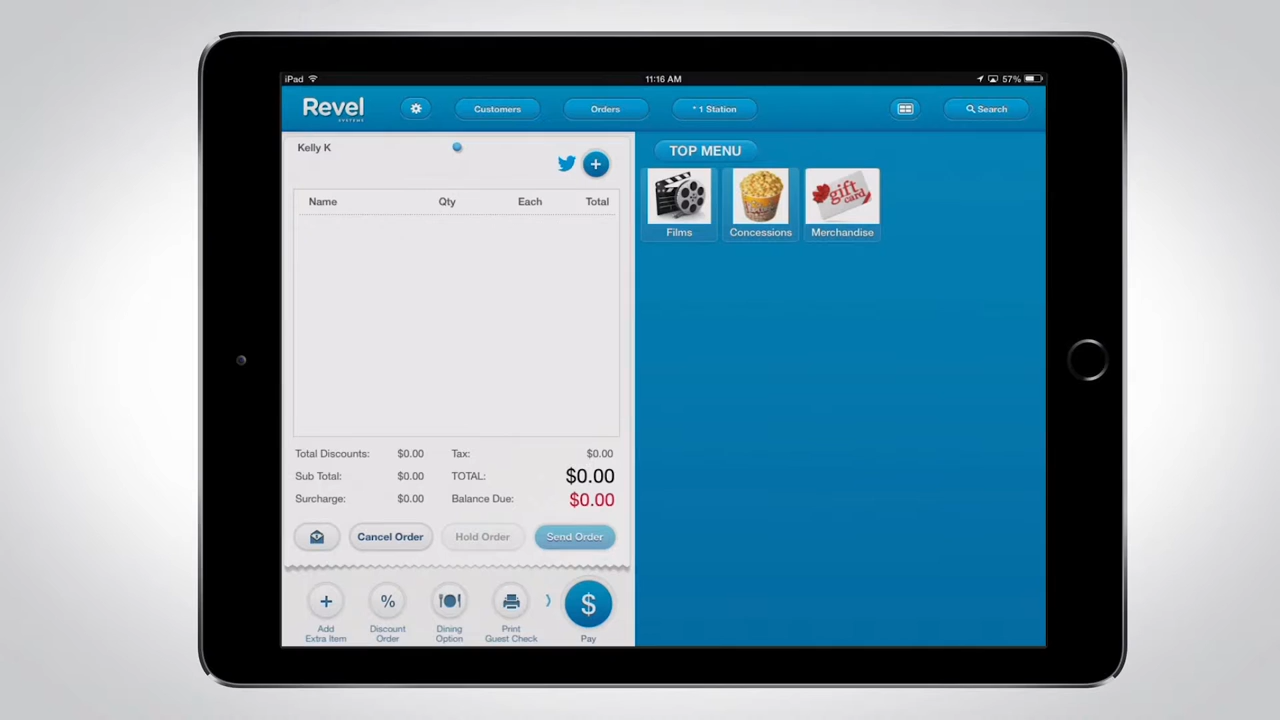 iPad
11:16 AM
57%
Revel
SYSTEMS
Customers
Orders
* 1 Station
Search
Kelly K
Name Qty Each Total
Total Discounts: $0.00 Tax: $0.00
Sub Total: $0.00 TOTAL: $0.00
Surcharge: $0.00 Balance Due: $0.00
Cancel Order
Hold Order
Send Order
Add
Extra Item
%
Discount
Order
Dining
Option
Print
Guest Check
$
Pay
TOP MENU
Films
Concessions
gift
card
Merchandise